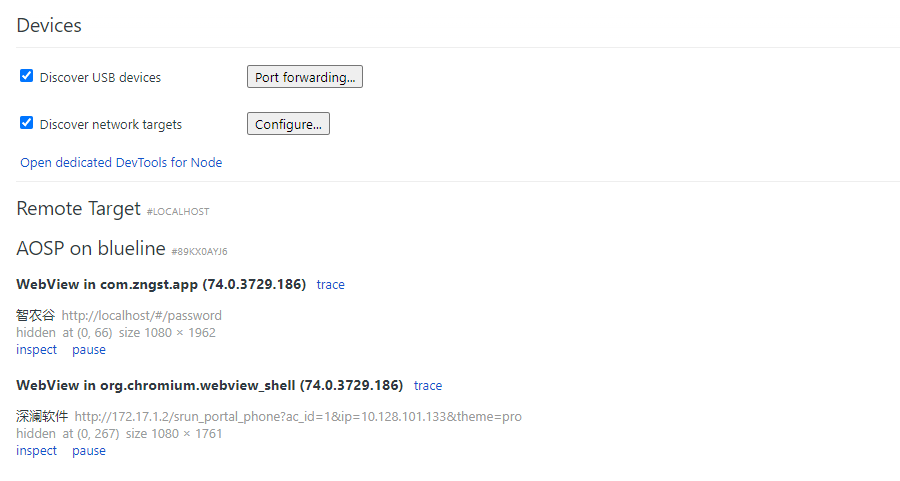 Devices
Discover USB devices Port forwarding...
Discover network targets Configure...
Open dedicated DevTools for Node
Remote Target #LOCALHOST
AOSP on blueline #89KX0AYJ6
WebView in com.zngst.app (74.0.3729.186) trace
智农谷 http://localhost/#/password
hidden at (0, 66) size 1080 × 1962
inspect pause
WebView in org.chromium.webview_shell (74.0.3729.186) trace
深澜软件 http://172.17.1.2/srun_portal_phone?ac_id=1&ip=10.128.101.133&theme=pro
hidden at (0, 267) size 1080 × 1761
inspect pause